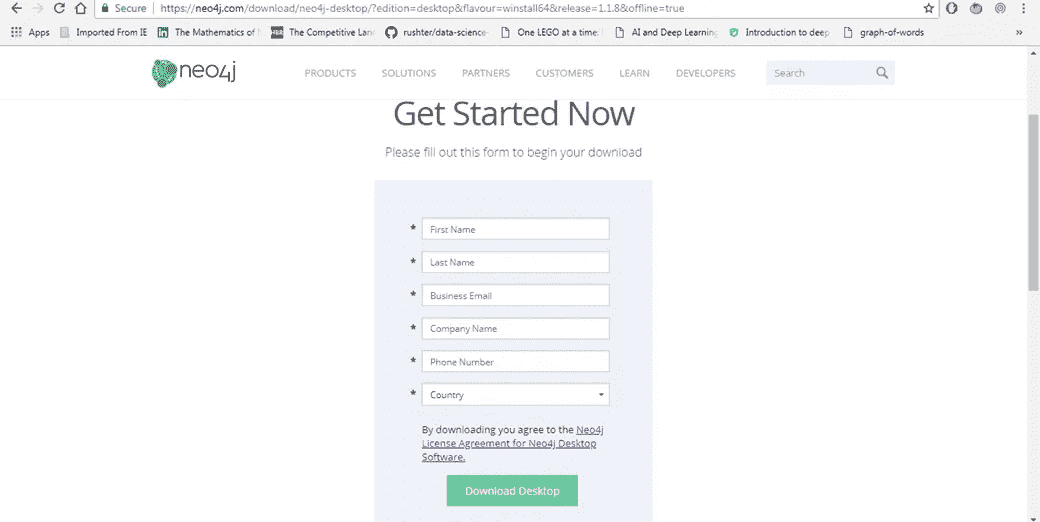 Secure https://neo4j.com/download/neo4j-desktop/?edition=desktop&flavour=winstall64&release=1.1.8&offline=true
Apps Imported From IE The Mathematics of The Competitive Lan rushter/data-science- One LEGO at a time: AI and Deep Learning Introduction to deep graph-of-words »
neo4j PRODUCTS SOLUTIONS PARTNERS CUSTOMERS LEARN DEVELOPERS Search
Get Started Now
Please fill out this form to begin your download
* First Name
* Last Name
* Business Email
* Company Name
* Phone Number
* Country
By downloading you agree to the Neo4j
License Agreement for Neo4j Desktop
Software.
Download Desktop